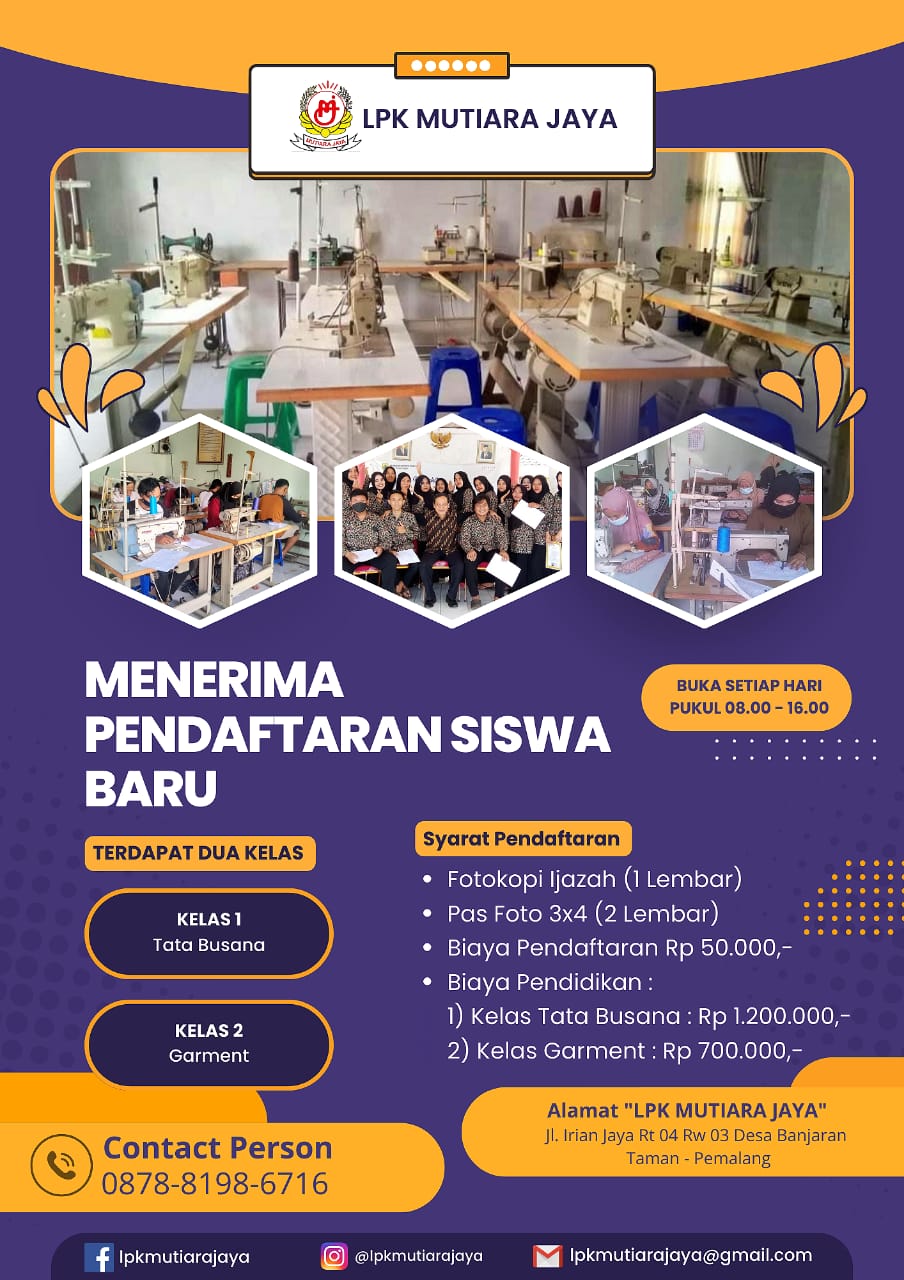 MUTIARA JAYA
LPK MUTIARA JAYA
MENERIMA
PENDAFTARAN SISWA
BARU
BUKA SETIAP HARI
PUKUL 08.00 - 16.00
TERDAPAT DUA KELAS
KELAS 1
Tata Busana
KELAS 2
Garment
Syarat Pendaftaran
• Fotokopi Ijazah (1 Lembar)
• Pas Foto 3x4 (2 Lembar)
• Biaya Pendaftaran Rp 50.000,-
• Biaya Pendidikan :
1) Kelas Tata Busana : Rp 1.200.000,-
2) Kelas Garment : Rp 700.000,-
Alamat "LPK MUTIARA JAYA"
Jl. Irian Jaya Rt 04 Rw 03 Desa Banjaran
Taman - Pemalang
Contact Person
0878-8198-6716
lpkmutiarajaya
@lpkmutiarajaya
lpkmutiarajaya@gmail.com